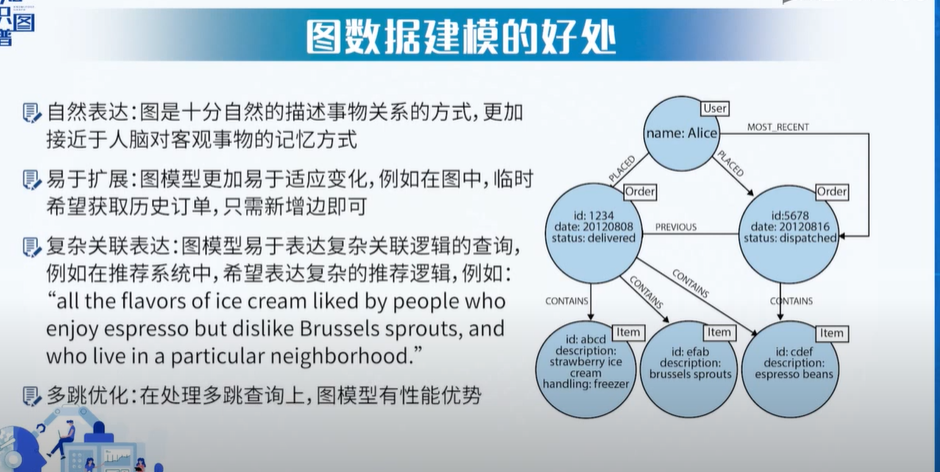 识图
谱
图数据建模的好处
自然表达：图是十分自然的描述事物关系的方式，更加
接近于人脑对客观事物的记忆方式
易于扩展：图模型更加易于适应变化，例如在图中，临时
希望获取历史订单，只需新增边即可
复杂关联表达：图模型易于表达复杂关联逻辑的查询，
例如在推荐系统中，希望表达复杂的推荐逻辑，例如：
“all the flavors of ice cream liked by people who
enjoy espresso but dislike Brussels sprouts, and
who live in a particular neighborhood.”
多跳优化：在处理多跳查询上，图模型有性能优势
User
name: Alice
MOST_RECENT
PLACED
PLACED
Order
id: 1234
date: 20120808
status: delivered
PREVIOUS
Order
id:5678
date: 20120816
status: dispatched
CONTAINS
CONTAINS
CONTAINS
CONTAINS
Item
id: abcd
description:
strawberry ice
cream
handling: freezer
Item
id: efab
description:
brussels sprouts
Item
id: cdef
description:
espresso beans